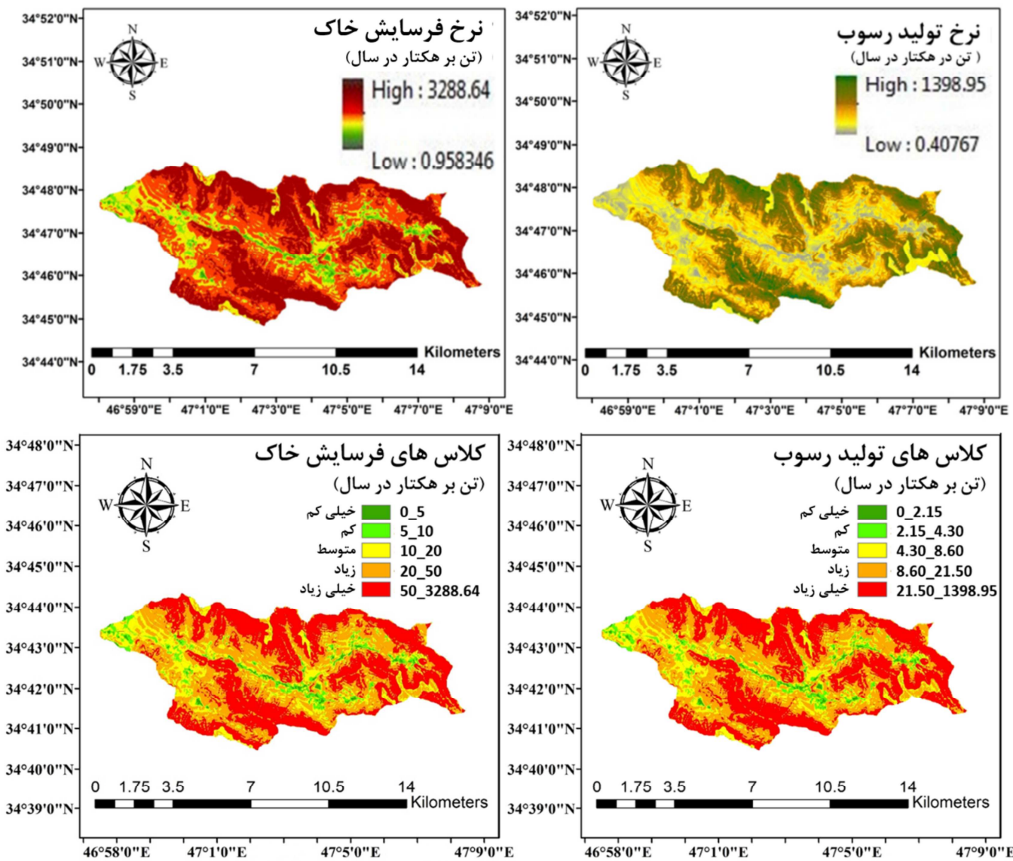 نرخ فرسایش خاک
(تن بر هکتار در سال)
High : 3288.64
Low : 0.958346
N
W E
S
34°52'0"N
34°51'0"N
34°50'0"N
34°49'0"N
34°48'0"N
34°47'0"N
34°46'0"N
34°45'0"N
34°44'0"N
Kilometers
0 1.75 3.5 7 10.5 14
46°59'0"E 47°1'0"E 47°3'0"E 47°5'0"E 47°7'0"E 47°9'0"E
نرخ تولید رسوب
( تن در هکتار در سال)
High : 1398.95
Low : 0.40767
N
W E
S
34°52'0"N
34°51'0"N
34°50'0"N
34°49'0"N
34°48'0"N
34°47'0"N
34°46'0"N
34°45'0"N
34°44'0"N
Kilometers
0 1.75 3.5 7 10.5 14
46°59'0"E 47°1'0"E 47°3'0"E 47°5'0"E 47°7'0"E 47°9'0"E
کلاس های فرسایش خاک
(تن بر هکتار در سال)
خیلی کم 0_5
کم 5_10
متوسط 10_20
زیاد 20_50
خیلی زیاد 50_3288.64
N
W E
S
34°48'0"N
34°47'0"N
34°46'0"N
34°45'0"N
34°44'0"N
34°43'0"N
34°42'0"N
34°41'0"N
34°40'0"N
34°39'0"N
0 1.75 3.5 7 10.5 14
Kilometers
46°58'0"E 47°1'0"E 47°5'0"E 47°9'0"E
کلاس های تولید رسوب
(تن بر هکتار در سال)
خیلی کم 0_2.15
کم 2.15_4.30
متوسط 4.30_8.60
زیاد 8.60_21.50
خیلی زیاد 21.50_1398.95
N
W E
S
34°48'0"N
34°47'0"N
34°46'0"N
34°45'0"N
34°44'0"N
34°43'0"N
34°42'0"N
34°41'0"N
34°40'0"N
34°39'0"N
0 1.75 3.5 7 10.5 14
Kilometers
46°58'0"E 47°1'0"E 47°5'0"E 47°9'0"E